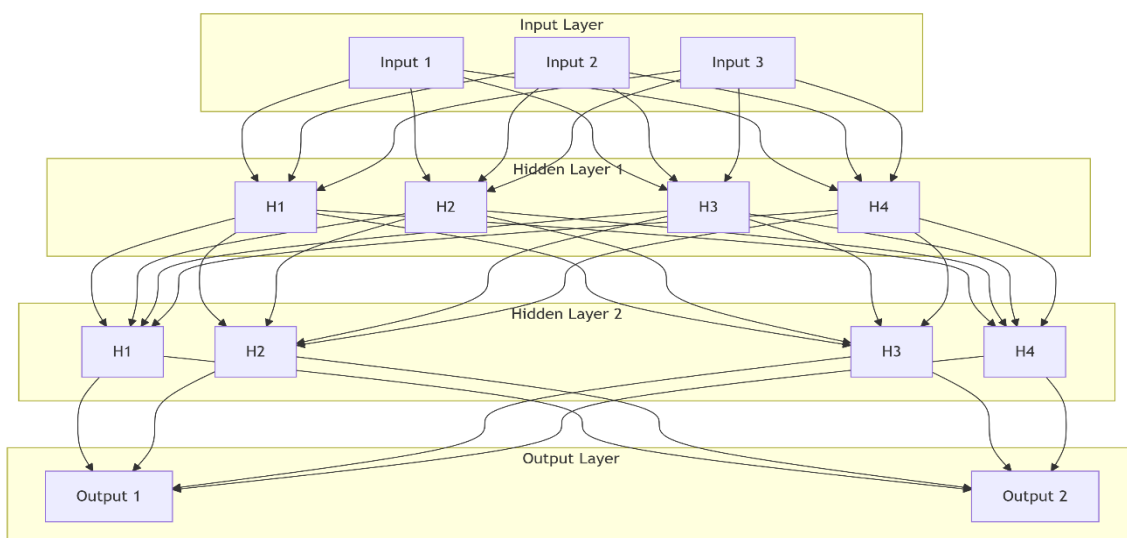 Input Layer
Input 1
Input 2
Input 3
Hidden Layer 1
H1
H2
H3
H4
Hidden Layer 2
H1
H2
H3
H4
Output Layer
Output 1
Output 2